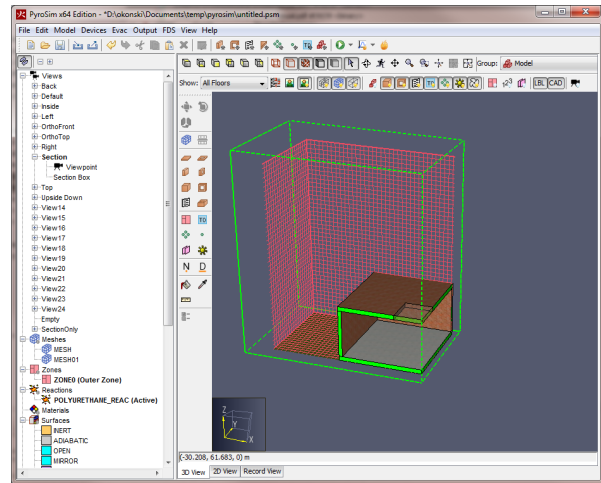 PyroSim x64 Edition - *D:\okonski\Documents\temp\pyrosim\untitled.psm
File Edit Model Devices Evac Output FDS View Help
Group: Model
Show: All Floors
LBL CAD
Views
Back
Default
Inside
Left
OrthoFront
OrthoTop
Right
Section
Viewpoint
Section Box
Top
Upside Down
View14
View15
View16
View17
View18
View19
View20
View21
View22
View23
View24
Empty
SectionOnly
Meshes
MESH
MESH01
Zones
ZONE0 (Outer Zone)
Reactions
POLYURETHANE_REAC (Active)
Materials
Surfaces
INERT
ADIABATIC
OPEN
MIRROR
TD
N D
Z
Y
X
(-30.208, 61.683, 0) m
3D View 2D View Record View